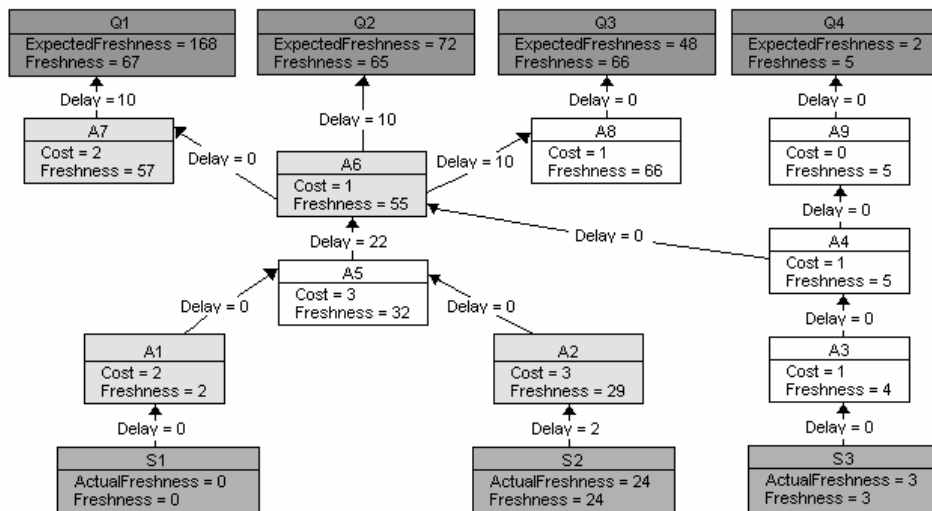 Q1
ExpectedFreshness = 168
Freshness = 67
Q2
ExpectedFreshness = 72
Freshness = 65
Q3
ExpectedFreshness = 48
Freshness = 66
Q4
ExpectedFreshness = 2
Freshness = 5
Delay = 10
Delay = 10
Delay = 0
Delay = 0
A7
Cost = 2
Freshness = 57
Delay = 0
A6
Cost = 1
Freshness = 55
Delay = 10
A8
Cost = 1
Freshness = 66
A9
Cost = 0
Freshness = 5
Delay = 22
Delay = 0
Delay = 0
A5
Cost = 3
Freshness = 32
A4
Cost = 1
Freshness = 5
Delay = 0
Delay = 0
Delay = 0
A1
Cost = 2
Freshness = 2
A2
Cost = 3
Freshness = 29
A3
Cost = 1
Freshness = 4
Delay = 0
Delay = 2
Delay = 0
S1
ActualFreshness = 0
Freshness = 0
S2
ActualFreshness = 24
Freshness = 24
S3
ActualFreshness = 3
Freshness = 3